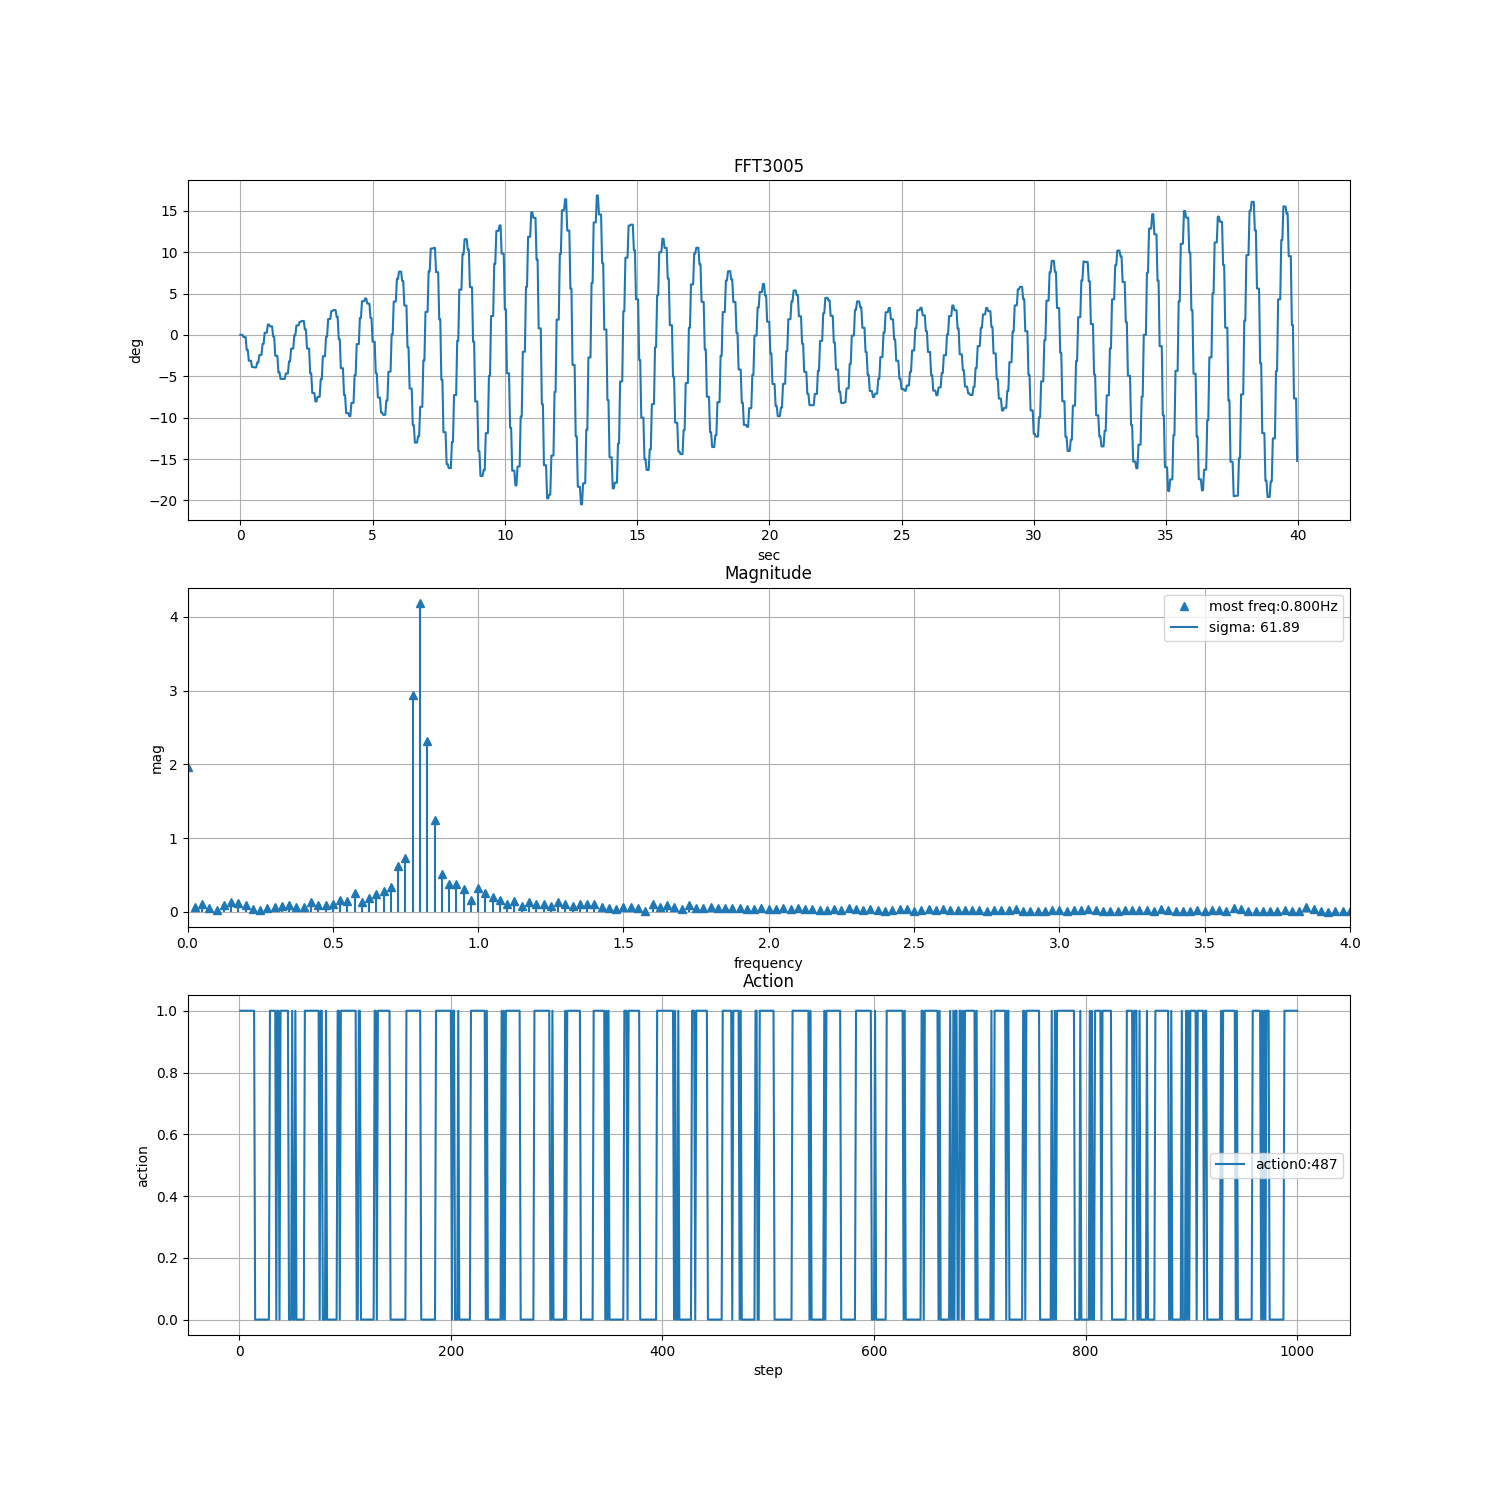 FFT3005
15
10
5
0
−5
−10
−15
−20
deg
0 5 10 15 20 25 30 35 40
sec
Magnitude
most freq:0.800Hz
sigma: 61.89
4
3
2
1
0
mag
0.0 0.5 1.0 1.5 2.0 2.5 3.0 3.5 4.0
frequency
Action
1.0
0.8
0.6
0.4
0.2
0.0
action
action0:487
0 200 400 600 800 1000
step